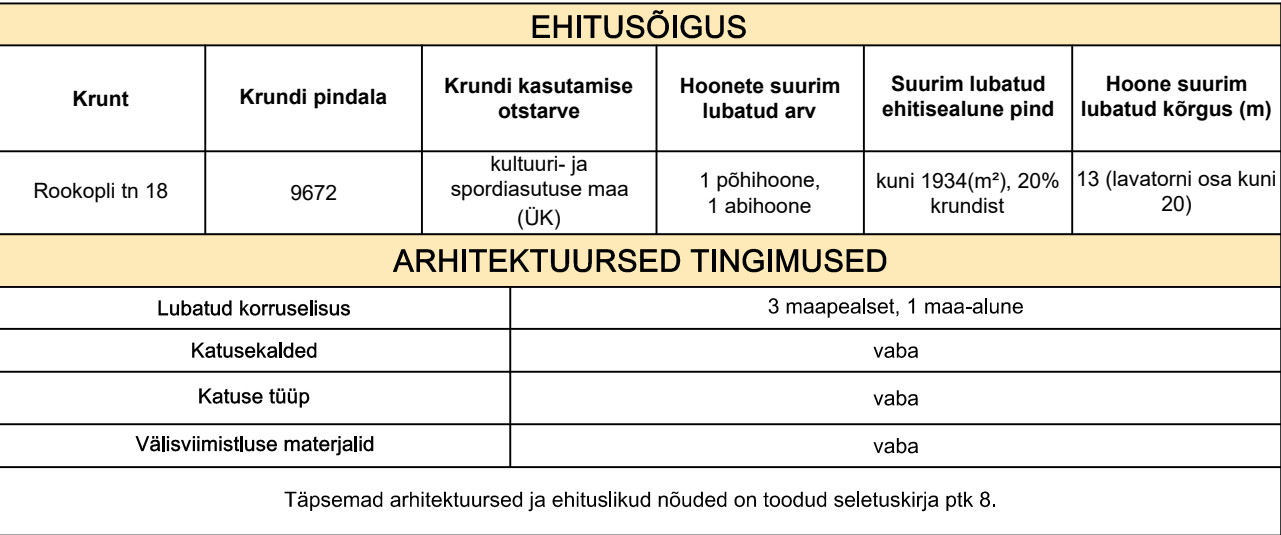 EHITUSÕIGUS
Krunt
Krundi pindala
Krundi kasutamise
otstarve
Hoonete suurim
lubatud arv
Suurim lubatud
ehitisealune pind
Hoone suurim
lubatud kõrgus (m)
Rookopli tn 18
9672
kultuuri- ja
spordiasutuse maa
(ÜK)
1 põhihoone,
1 abihoone
kuni 1934(m²), 20%
krundist
13 (lavatorni osa kuni
20)
ARHITEKTUURSED TINGIMUSED
Lubatud korruselisus
3 maapealset, 1 maa-alune
Katusekalded
vaba
Katuse tüüp
vaba
Välisviimistluse materjalid
vaba
Täpsemad arhitektuursed ja ehituslikud nõuded on toodud seletuskirja ptk 8.